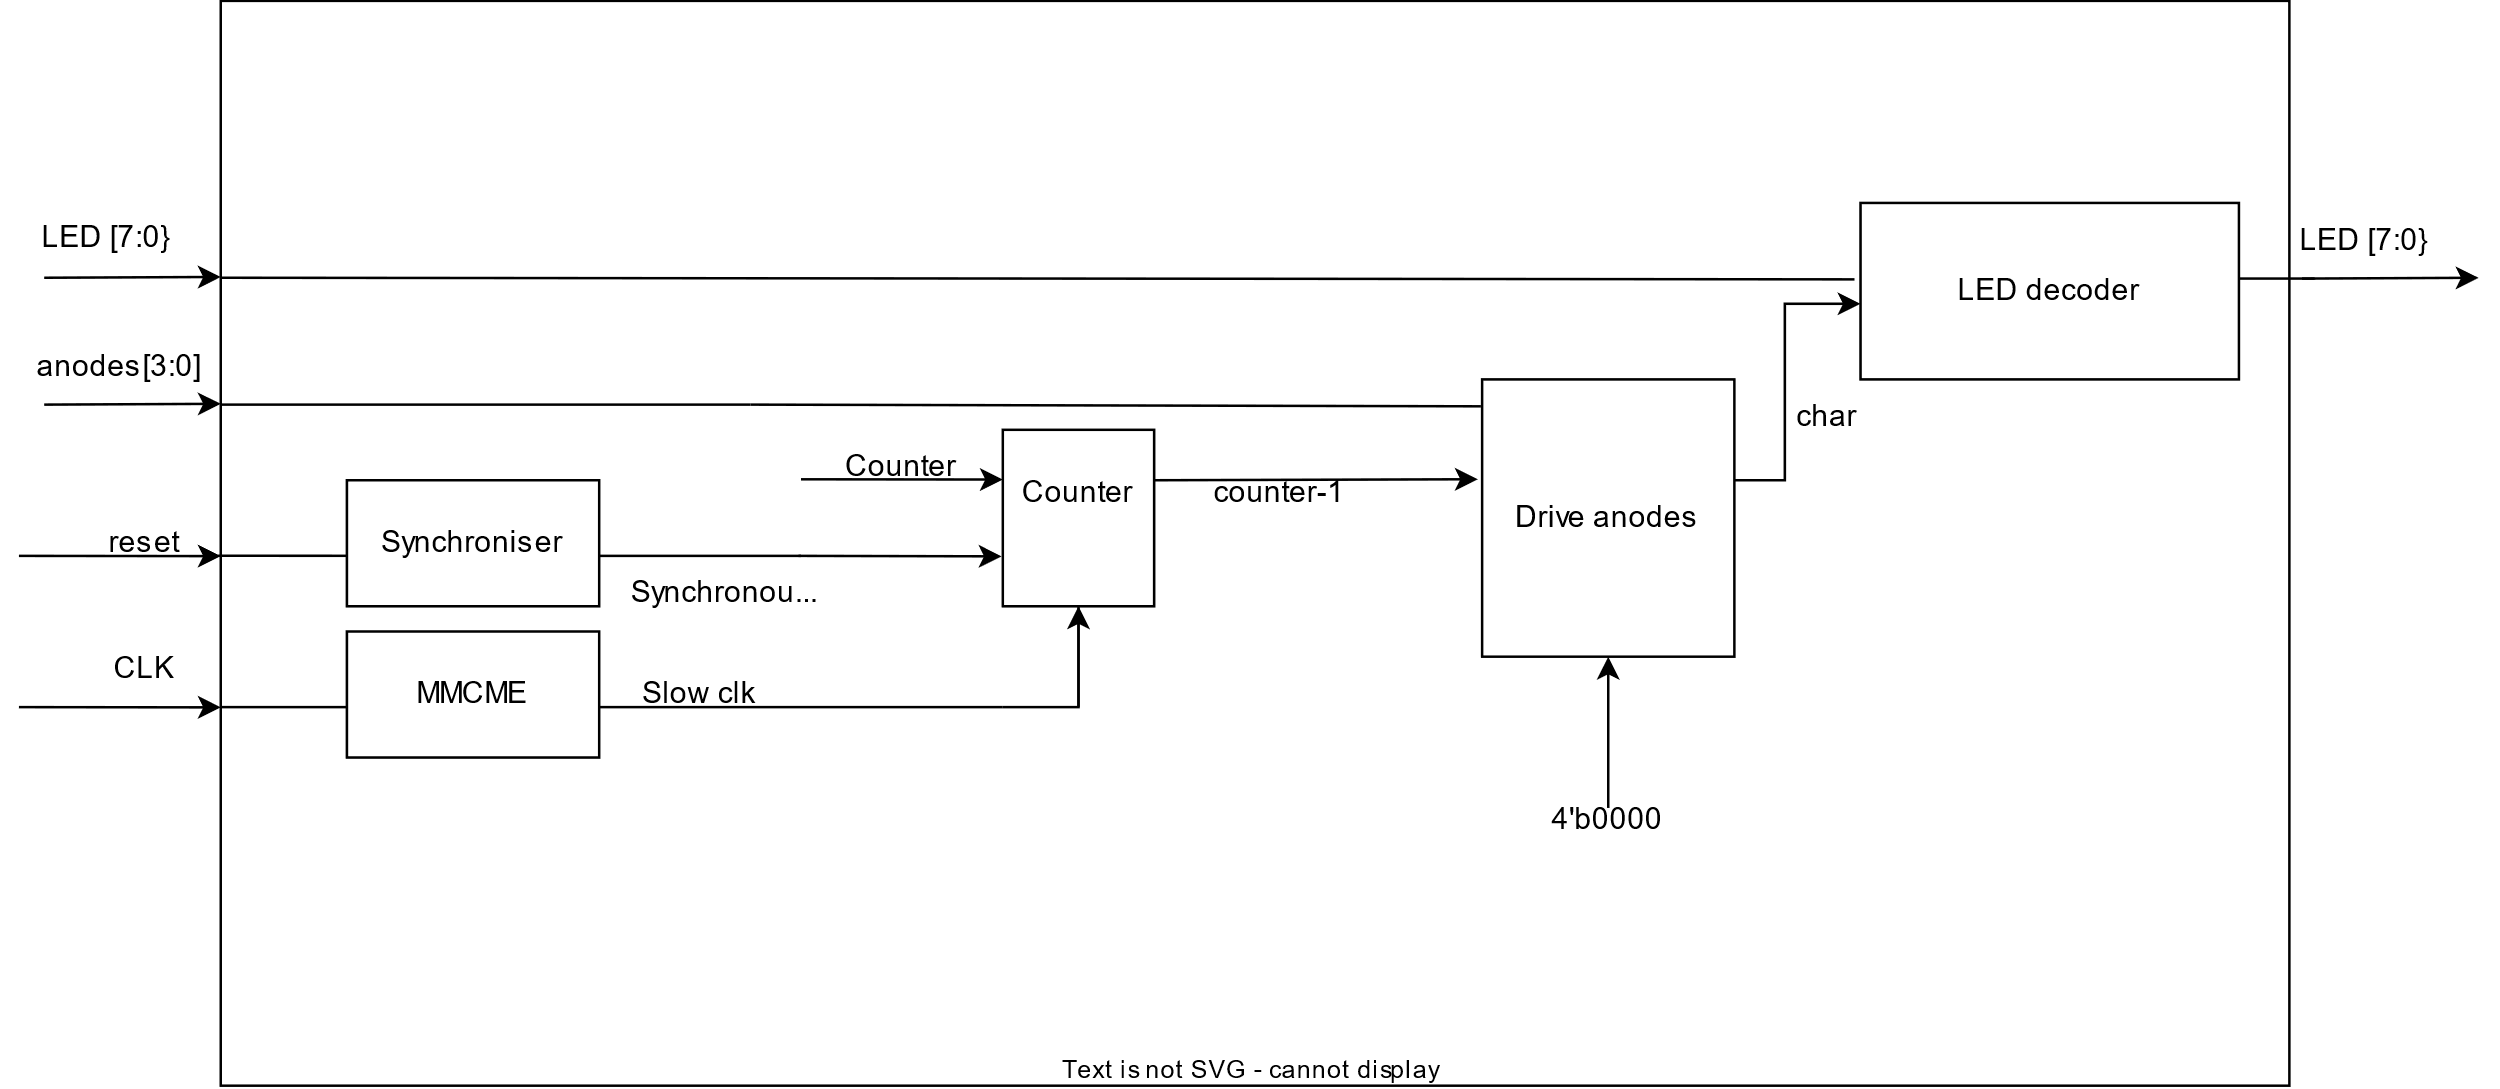 LED [7:0}
LED [7:0}
LED decoder
anodes[3:0]
char
Counter
Counter
counter-1
Drive anodes
reset
Synchroniser
Synchronou...
CLK
MMCME
Slow clk
4'b0000
Text is not SVG - cannot display